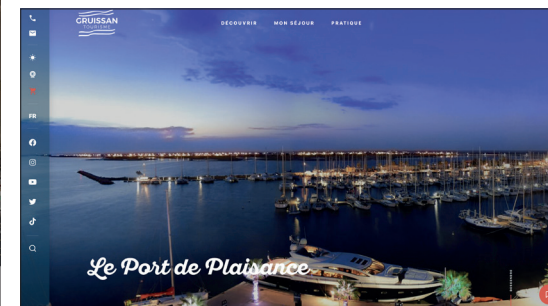 GRUISSAN
TOURISME
DÉCOUVRIR MON SÉJOUR PRATIQUE
FR
Le Port de Plaisance